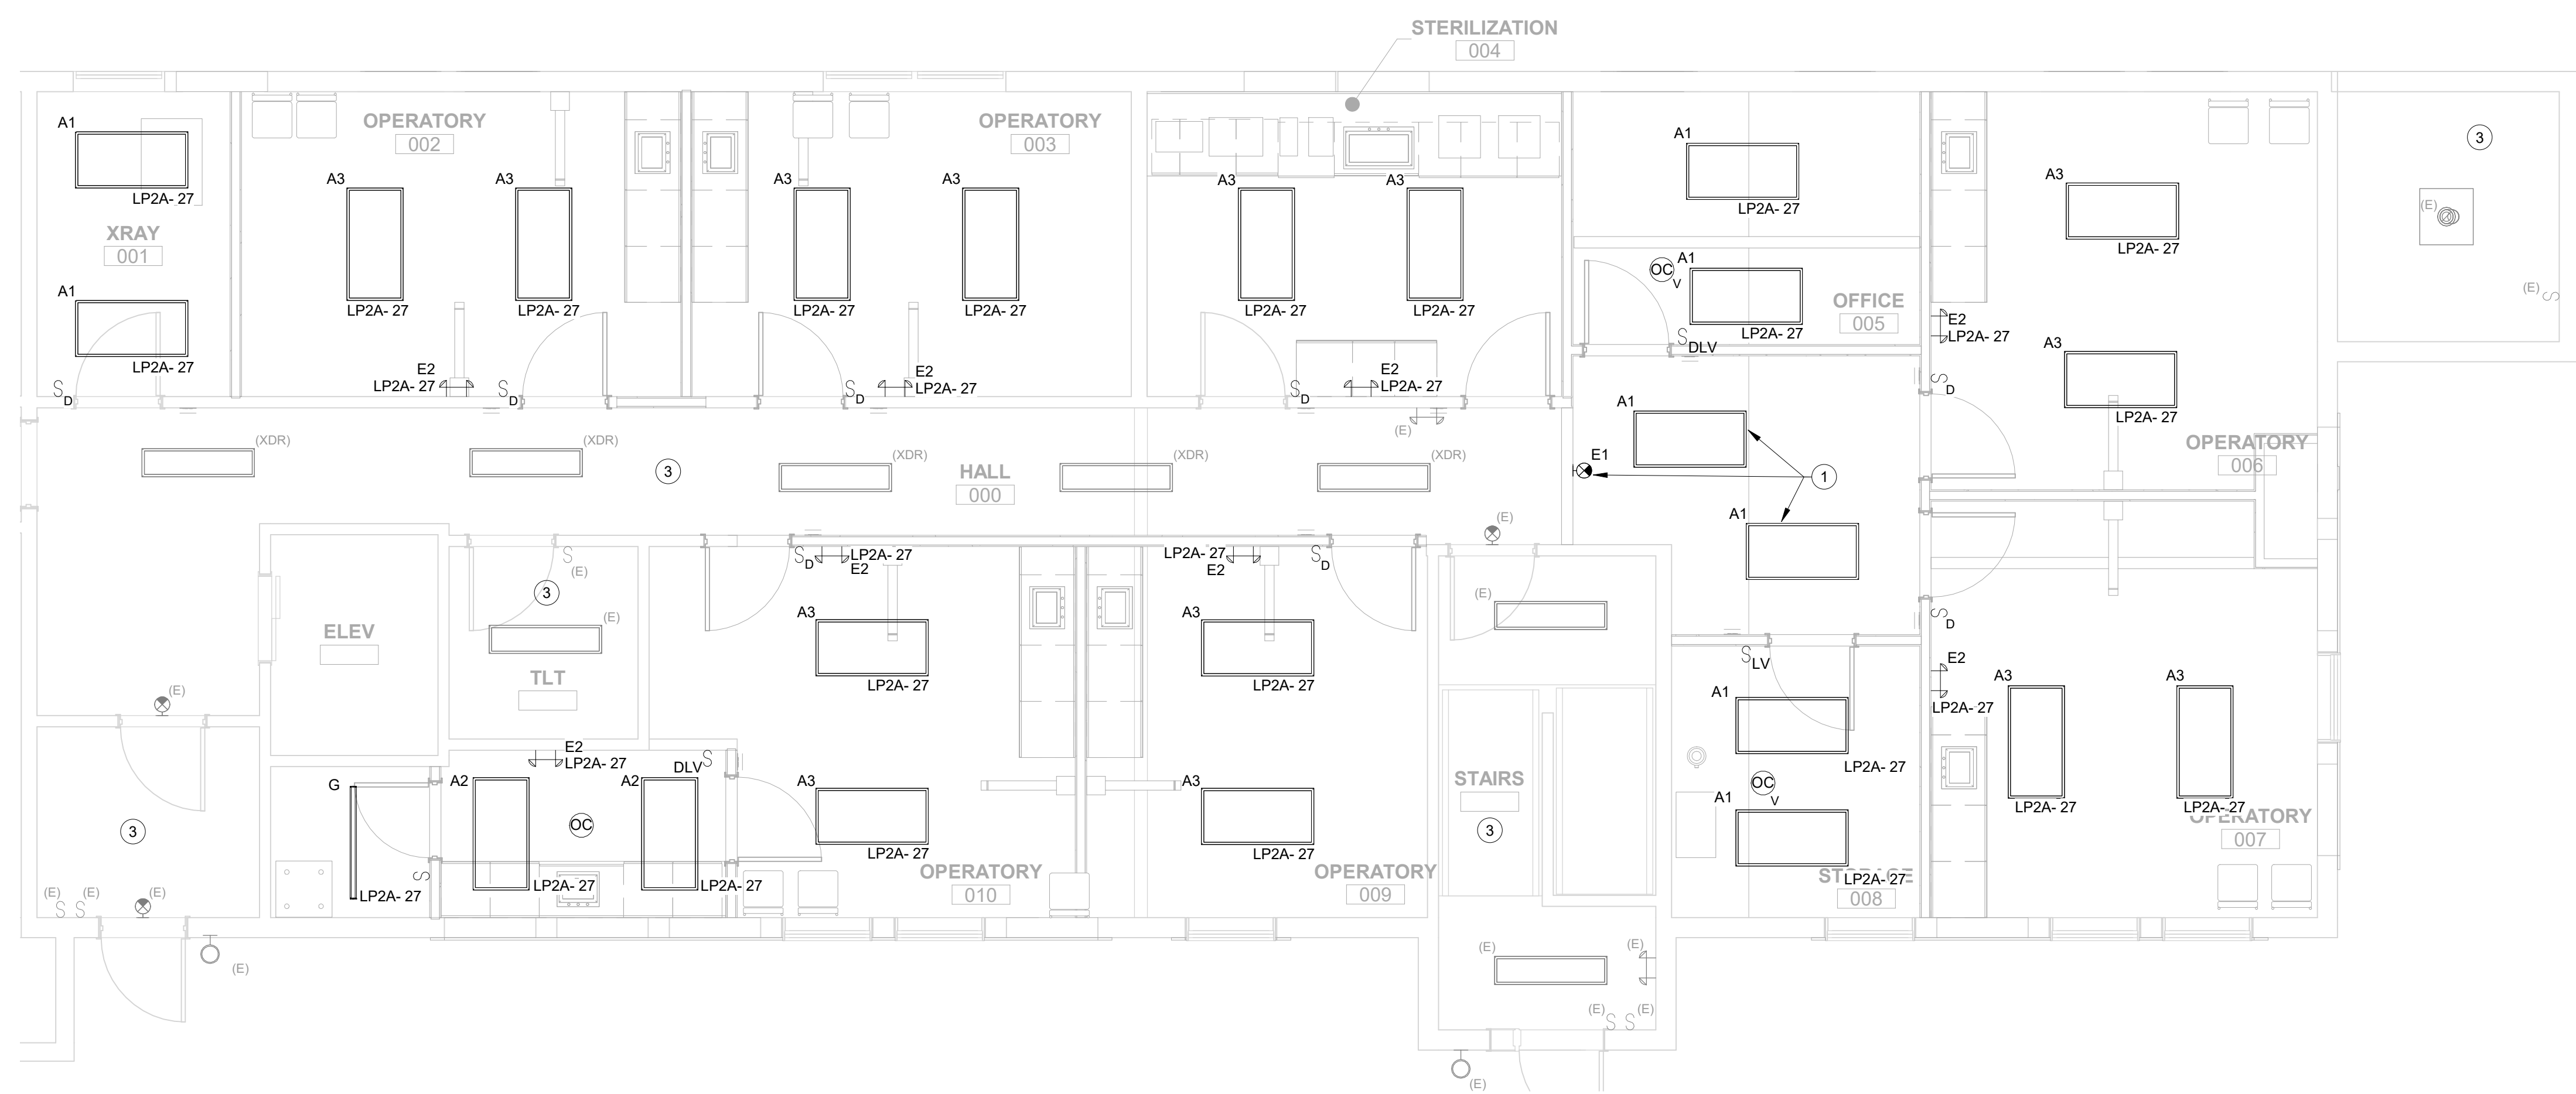 STERILIZATION
004
A1
LP2A- 27
XRAY
001
A1
LP2A- 27
S D
OPERATORY
002
A3
LP2A- 27
A3
LP2A- 27
E2
LP2A- 27
S D
OPERATORY
003
A3
LP2A- 27
A3
LP2A- 27
E2
LP2A- 27
S D
A3
LP2A- 27
A3
LP2A- 27
E2
LP2A- 27
S D
A1
LP2A- 27
OC V
A1
LP2A- 27
OFFICE
005
S DLV
A3
LP2A- 27
E2
LP2A- 27
A3
LP2A- 27
S D
OPERATORY
006
3
(E)
(E) S
(XDR)
(XDR)
3
(XDR)
HALL
000
(XDR)
(XDR)
(E)
(E)
A1
E1
1
A1
S
(E)
3
(E)
TLT
ELEV
(E)
S D
LP2A- 27
E2
A3
LP2A- 27
A3
LP2A- 27
OPERATORY
010
LP2A- 27
E2
S D
A3
LP2A- 27
A3
LP2A- 27
OPERATORY
009
(E)
STAIRS
3
(E)
(E)
(E) S S (E)
(E)
S LV
A1
LP2A- 27
OC V
A1
LP2A- 27
STORAGE
008
S D
E2
LP2A- 27
A3
LP2A- 27
A3
LP2A- 27
OPERATORY
007
3
(E) (E) (E)
S S
(E)
G
LP2A- 27
S
E2
LP2A- 27
DLV S
A2
LP2A- 27
OC
A2
LP2A- 27